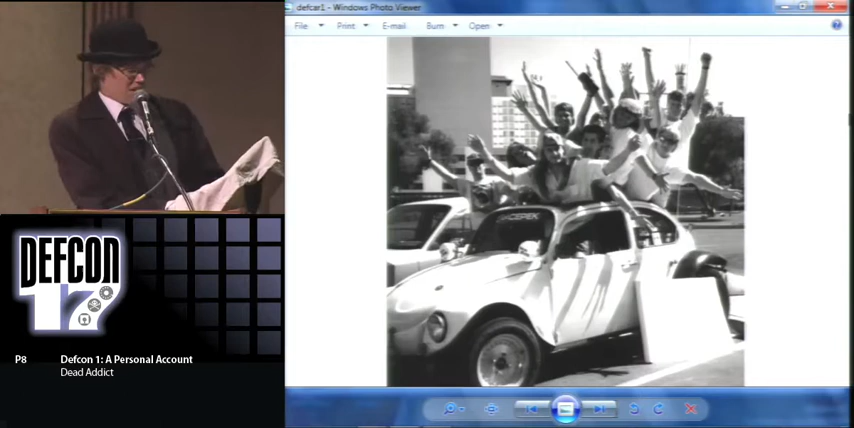 defcar1 - Windows Photo Viewer
File Print E-mail Burn Open
DEFCON
17
P8 Defcon 1: A Personal Account
Dead Addict